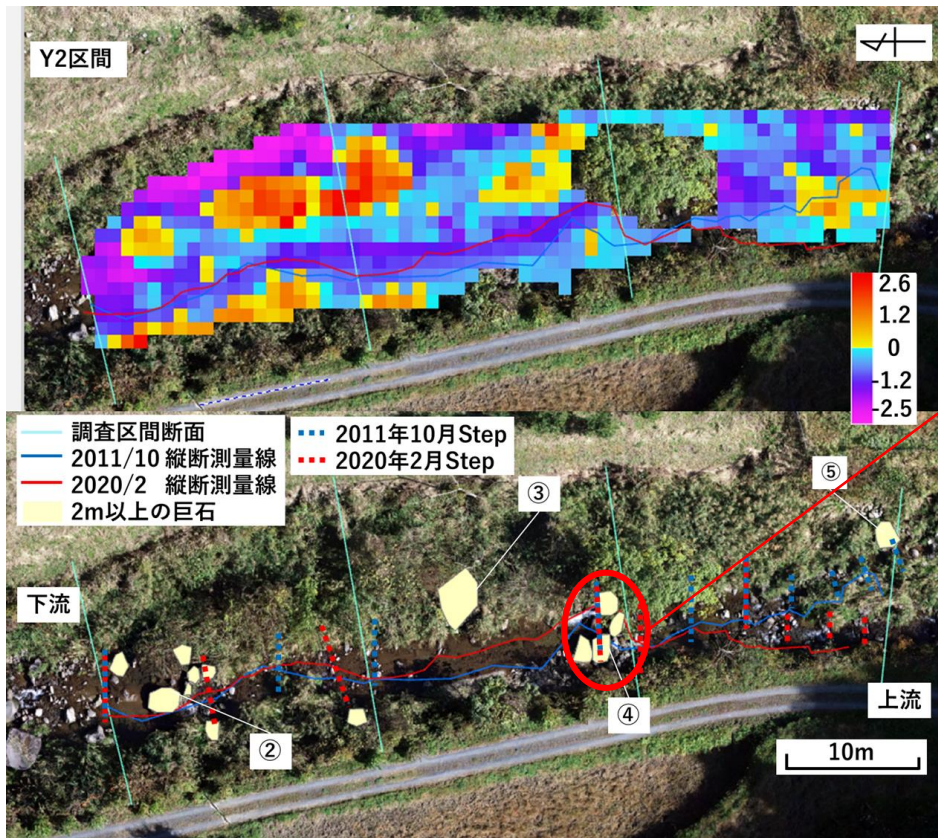 Y2区間
2.6
1.2
0
-1.2
-2.5
調査区間断面
2011/10 縦断測量線
2020/2 縦断測量線
2m以上の巨石
2011年10月Step
2020年2月Step
③
⑤
下流
②
④
上流
10m